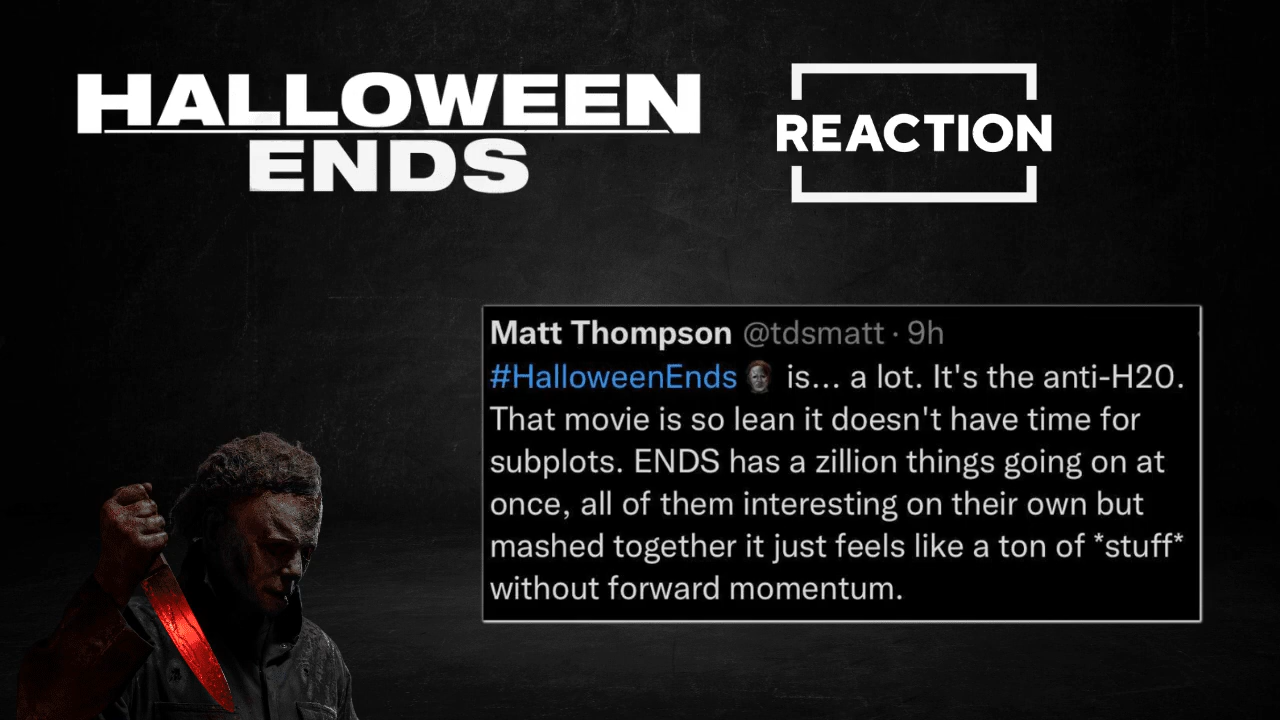 HALLOWEEN
ENDS
REACTION
Matt Thompson @tdsmatt · 9h
#HalloweenEnds is... a lot. It's the anti-H20.
That movie is so lean it doesn't have time for
subplots. ENDS has a zillion things going on at
once, all of them interesting on their own but
mashed together it just feels like a ton of *stuff*
without forward momentum.